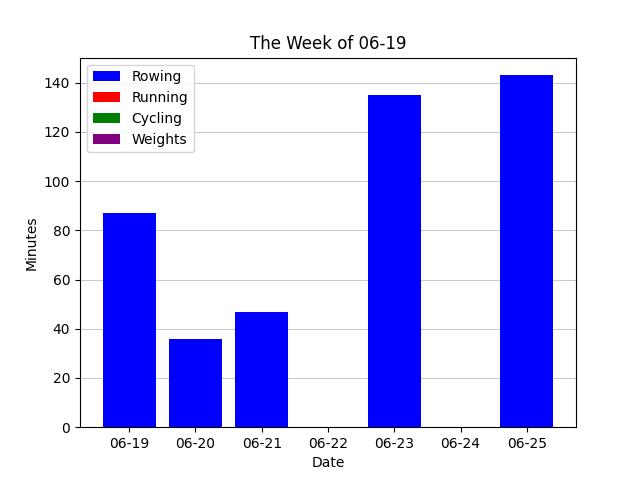 The Week of 06-19
Rowing
Running
Cycling
Weights
140
120
100
80
60
40
20
0
Minutes
06-19 06-20 06-21 06-22 06-23 06-24 06-25
Date